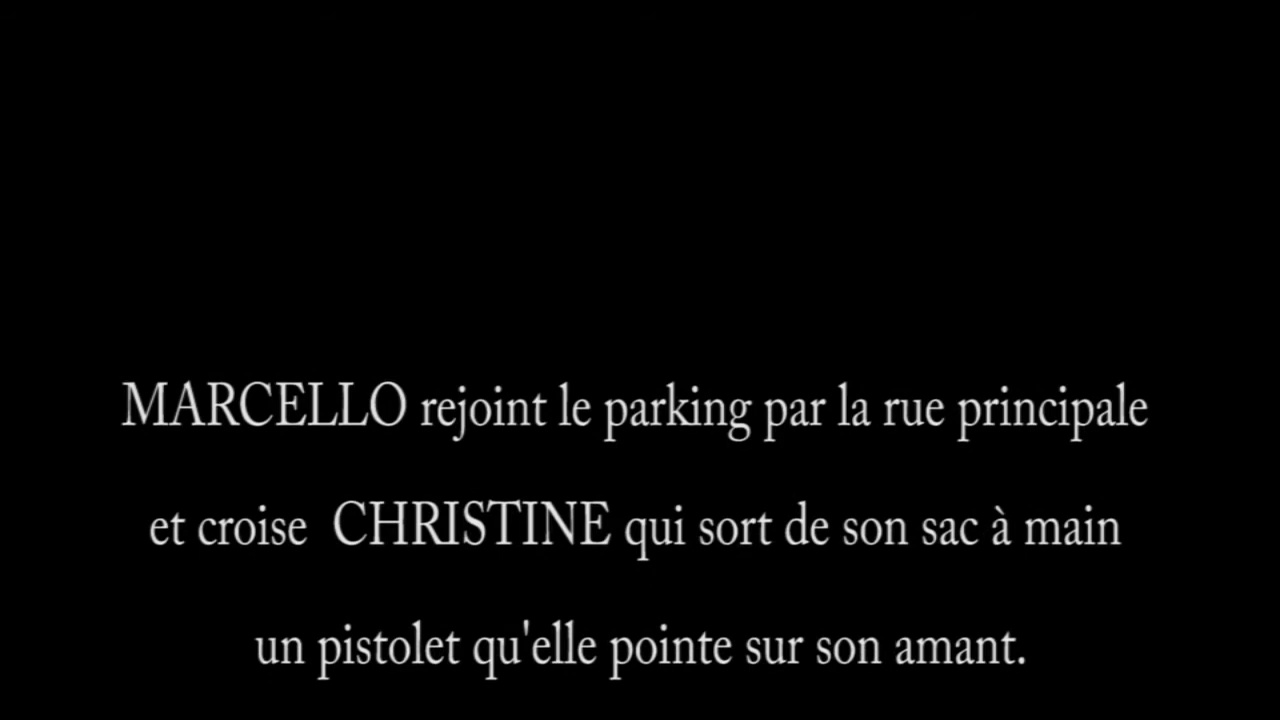 MARCELLO rejoint le parking par la rue principale
et croise  CHRISTINE qui sort de son sac à main
un pistolet qu'elle pointe sur son amant.